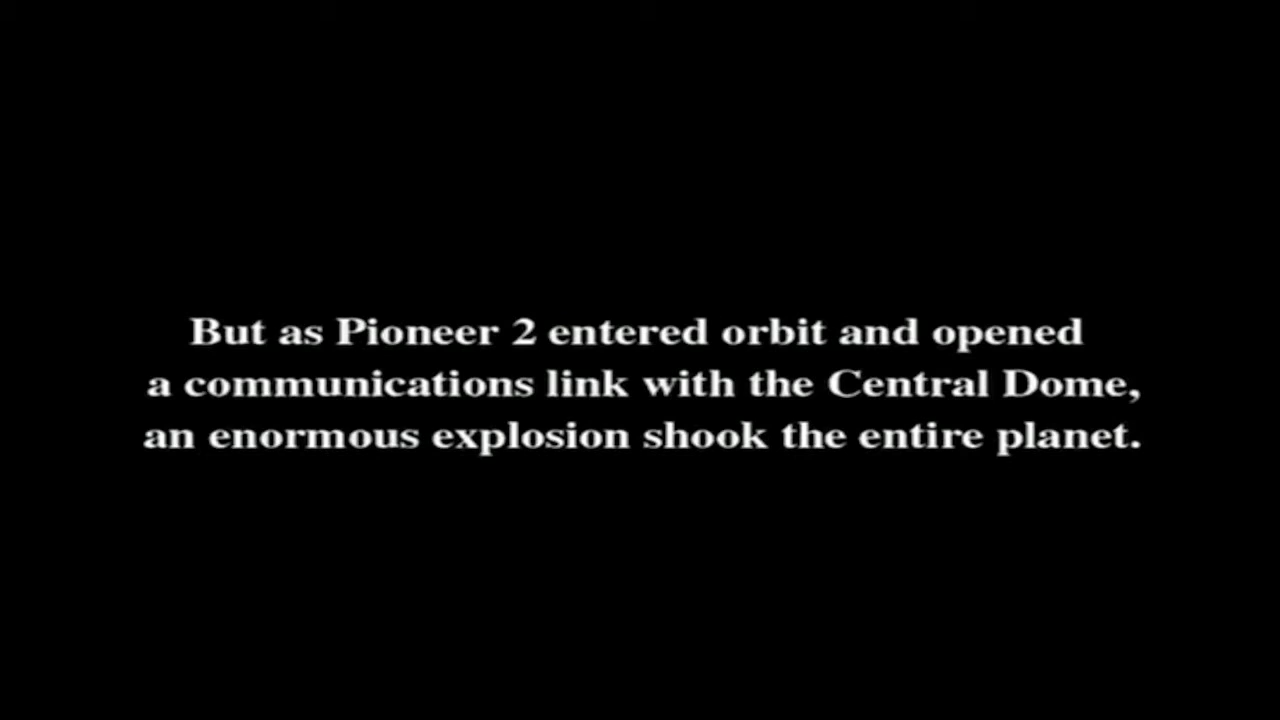 But as Pioneer 2 entered orbit and opened
a communications link with the Central Dome,
an enormous explosion shook the entire planet.